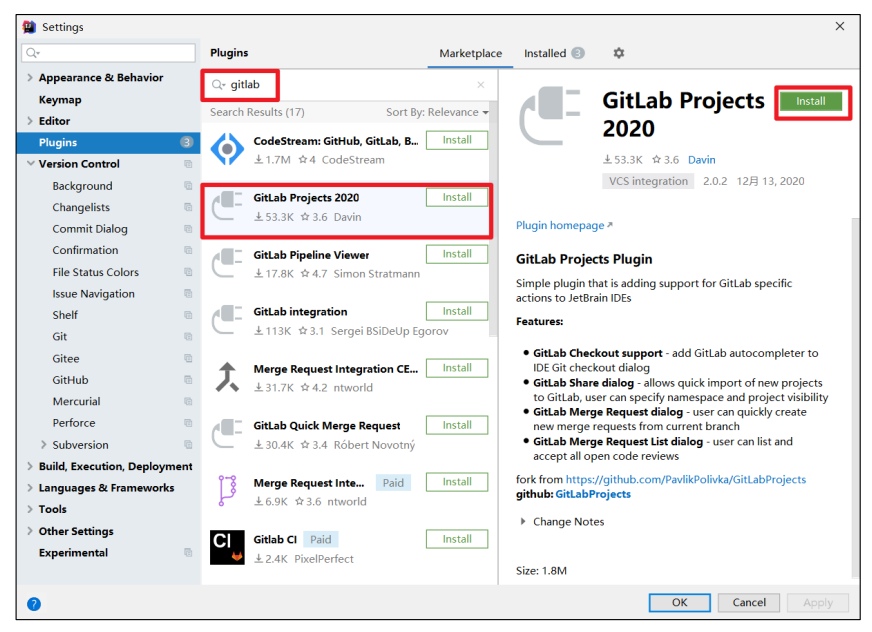 Settings
Plugins
Marketplace
Installed 3
Appearance & Behavior
Keymap
Editor
Plugins 3
Version Control
Background
Changelists
Commit Dialog
Confirmation
File Status Colors
Issue Navigation
Shelf
Git
Gitee
GitHub
Mercurial
Perforce
Subversion
Build, Execution, Deployment
Languages & Frameworks
Tools
Other Settings
Experimental
gitlab
Search Results (17) Sort By: Relevance
CodeStream: GitHub, GitLab, B... Install
1.7M 4 CodeStream
GitLab Projects 2020 Install
53.3K 3.6 Davin
GitLab Pipeline Viewer Install
17.8K 4.7 Simon Stratmann
GitLab integration Install
113K 3.1 Sergei BSiDeUp Egorov
Merge Request Integration CE... Install
31.7K 4.2 ntworld
GitLab Quick Merge Request Install
30.4K 3.4 Róbert Novotný
Merge Request Inte... Paid Install
6.9K 3.6 ntworld
CI Gitlab CI Paid Install
2.4K PixelPerfect
GitLab Projects Install
2020
53.3K 3.6 Davin
VCS integration 2.0.2 12月 13, 2020
Plugin homepage
GitLab Projects Plugin
Simple plugin that is adding support for GitLab specific
actions to JetBrain IDEs
Features:
• GitLab Checkout support - add GitLab autocompleter to
IDE Git checkout dialog
• GitLab Share dialog - allows quick import of new projects
to GitLab, user can specify namespace and project visibility
• GitLab Merge Request dialog - user can quickly create
new merge requests from current branch
• GitLab Merge Request List dialog - user can list and
accept all open code reviews
fork from https://github.com/PavlikPolivka/GitLabProjects
github:GitLabProjects
Change Notes
Size: 1.8M
?
OK Cancel Apply